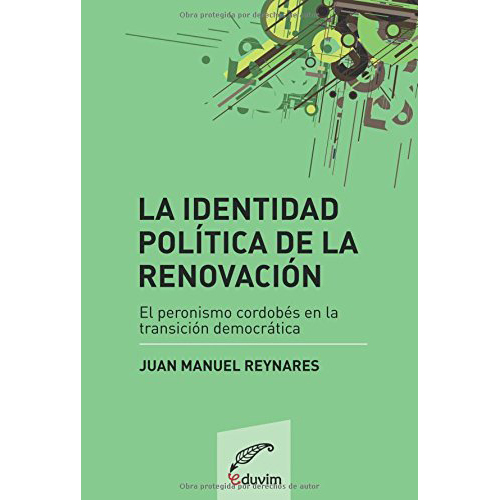 Obra protegida por derechos de autor
LA IDENTIDAD
POLÍTICA DE LA
RENOVACIÓN
El peronismo cordobés en la
transición democrática
JUAN MANUEL REYNARES
eduvim
Obra protegida por derechos de autor